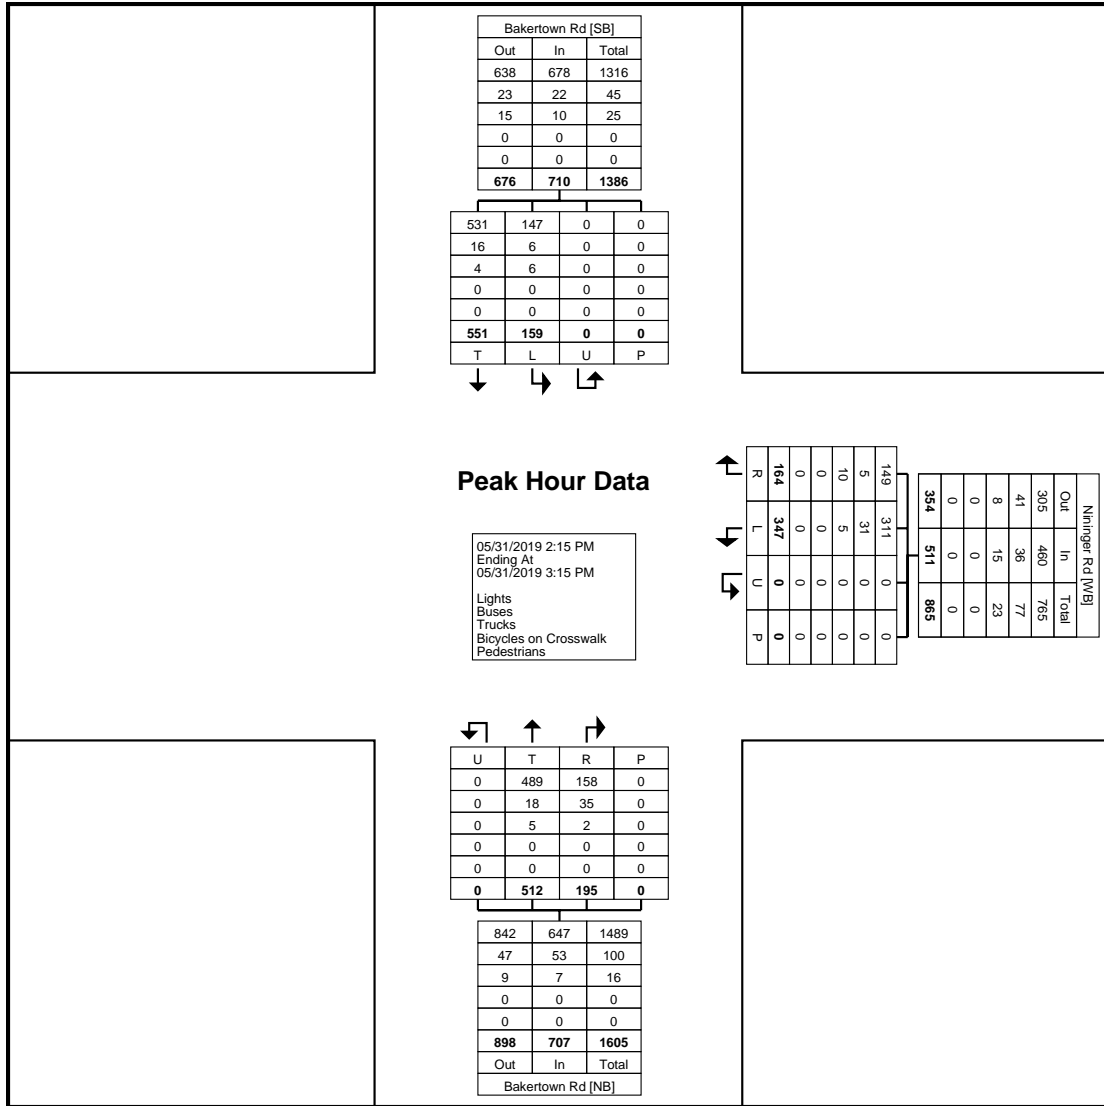 Bakertown Rd [SB]
Out In Total
638 678 1316
23 22 45
15 10 25
0 0 0
0 0 0
676 710 1386
531 147 0 0
16 6 0 0
4 6 0 0
0 0 0 0
0 0 0 0
551 159 0 0
T L U P
Peak Hour Data
05/31/2019 2:15 PM
Ending At
05/31/2019 3:15 PM
Lights
Buses
Trucks
Bicycles on Crosswalk
Pedestrians
Nininger Rd [WB]
Out In Total
305 460 765
41 36 77
8 15 23
0 0 0
0 0 0
354 511 865
149 311 0 0
5 31 0 0
10 5 0 0
0 0 0 0
0 0 0 0
164 347 0 0
R L U P
U T R P
0 489 158 0
0 18 35 0
0 5 2 0
0 0 0 0
0 0 0 0
0 512 195 0
842 647 1489
47 53 100
9 7 16
0 0 0
0 0 0
898 707 1605
Out In Total
Bakertown Rd [NB]